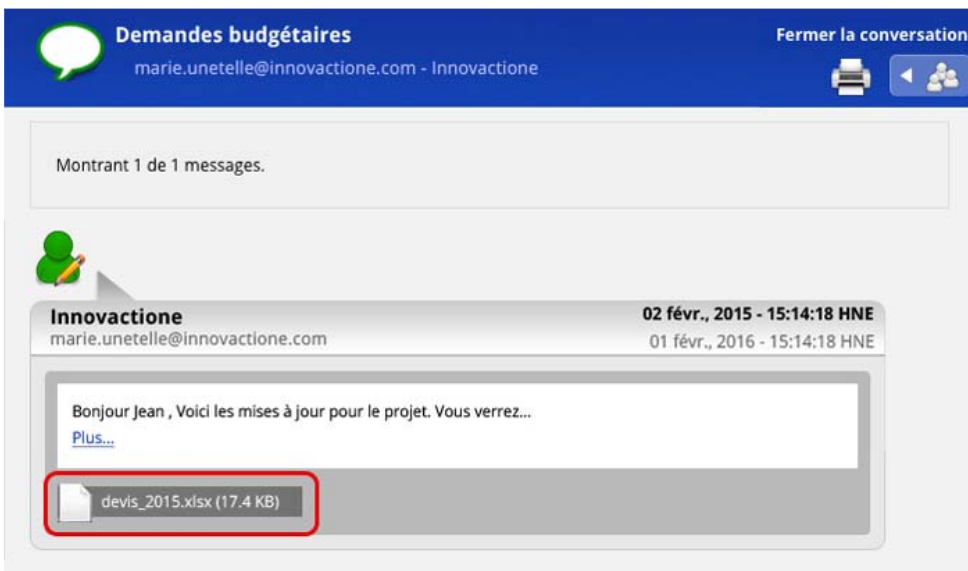 Demandes budgétaires
Fermer la conversation
marie.unetelle@innovactione.com - Innovactione
Montrant 1 de 1 messages.
Innovactione
02 févr., 2015 - 15:14:18 HNE
marie.unetelle@innovactione.com
01 févr., 2016 - 15:14:18 HNE
Bonjour Jean , Voici les mises à jour pour le projet. Vous verrez...
Plus...
devis_2015.xlsx (17.4 KB)